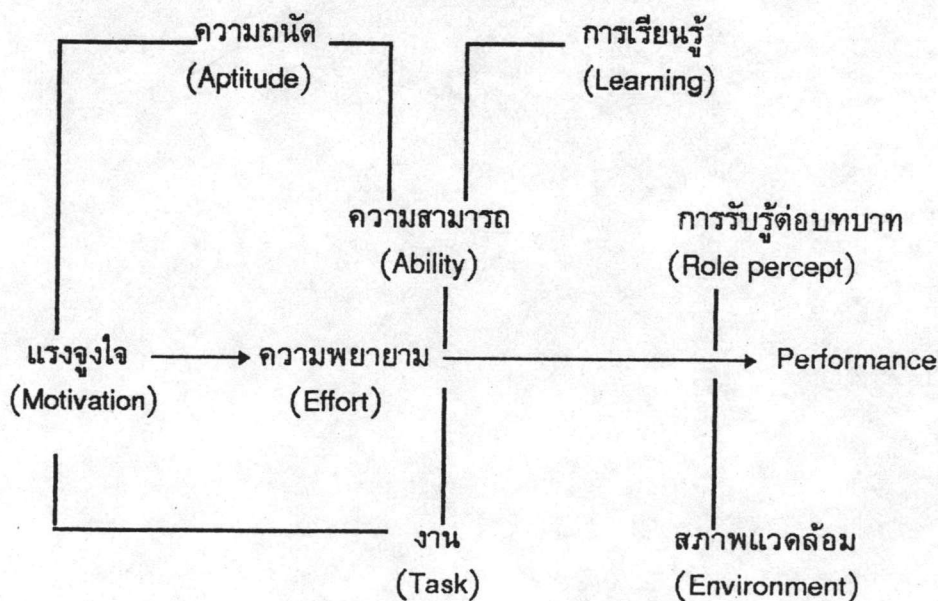 ความถนัด
(Aptitude)
การเรียนรู้
(Learning)
ความสามารถ
(Ability)
การรับรู้ต่อบทบาท
(Role percept)
แรงจูงใจ
(Motivation)
ความพยายาม
(Effort)
Performance
งาน
(Task)
สภาพแวดล้อม
(Environment)